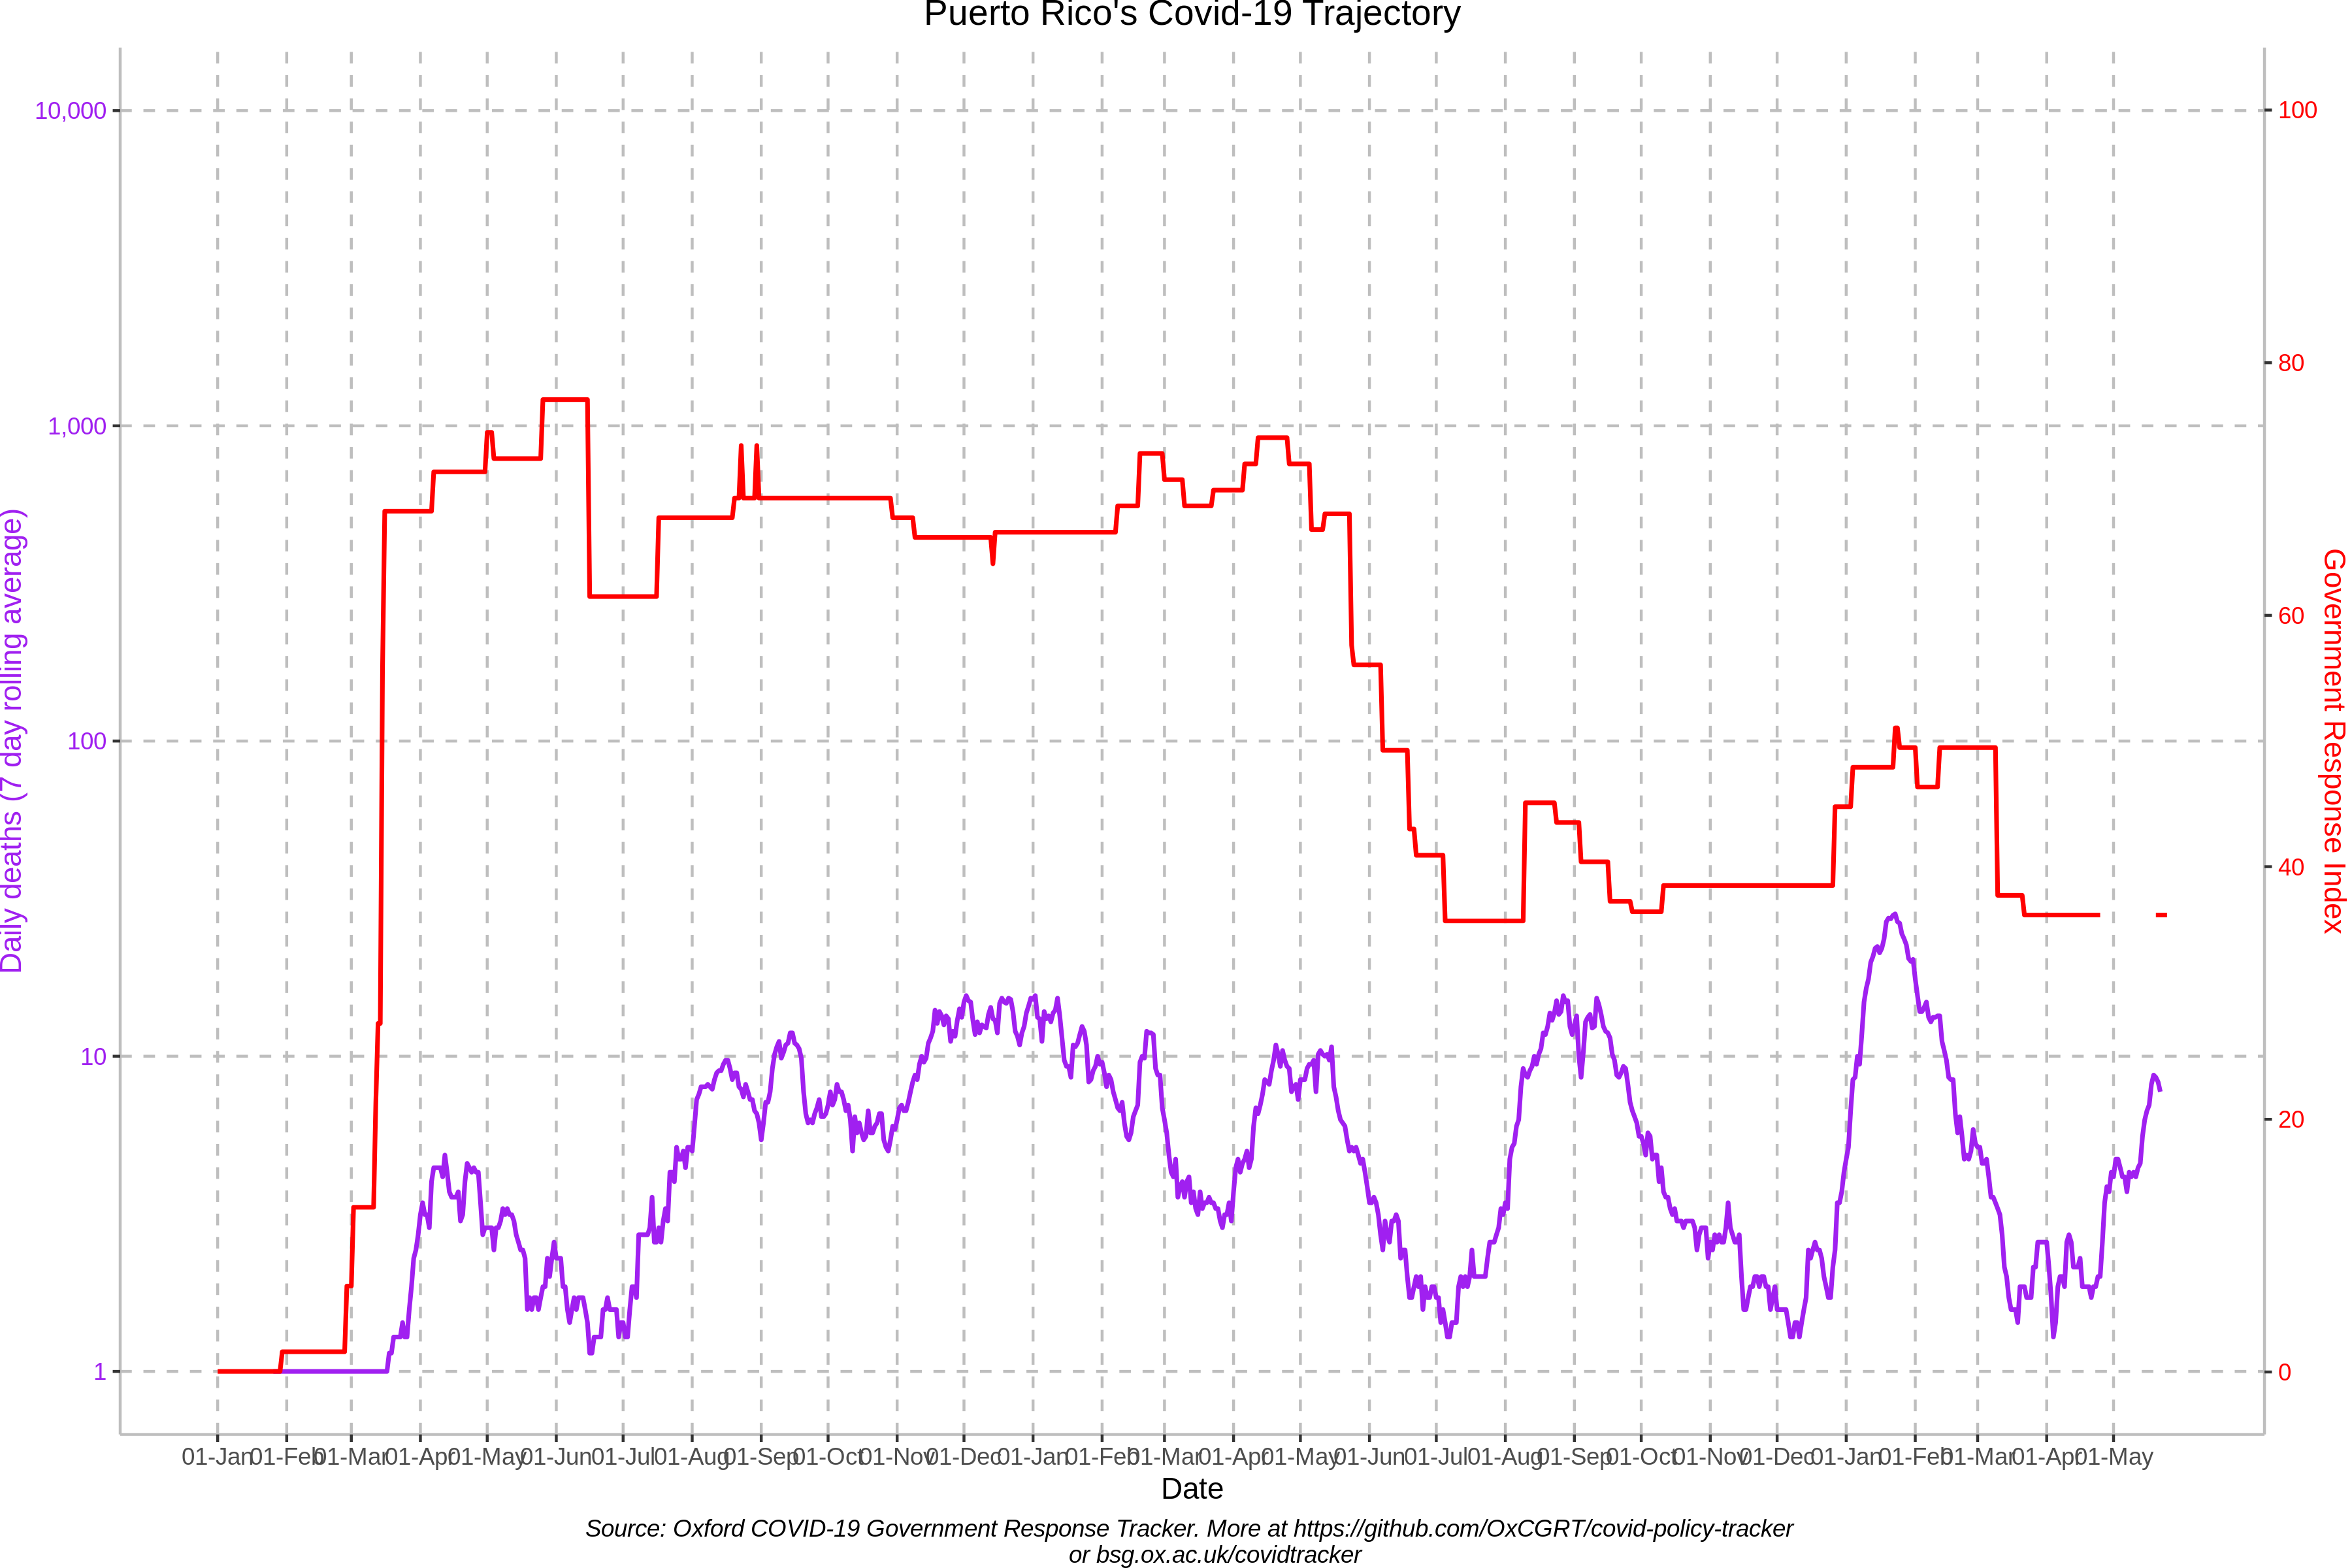 Puerto Rico's Covid-19 Trajectory
10,000
1,000
100
10
1
Daily deaths (7 day rolling average)
100
80
60
40
20
0
Government Response Index
01-Jan 01-Feb 01-Mar 01-Apr 01-May 01-Jun 01-Jul 01-Aug 01-Sep 01-Oct 01-Nov 01-Dec 01-Jan 01-Feb 01-Mar 01-Apr 01-May 01-Jun 01-Jul 01-Aug 01-Sep 01-Oct 01-Nov 01-Dec 01-Jan 01-Feb 01-Mar 01-Apr 01-May
Date
Source: Oxford COVID-19 Government Response Tracker. More at https://github.com/OxCGRT/covid-policy-tracker
or bsg.ox.ac.uk/covidtracker